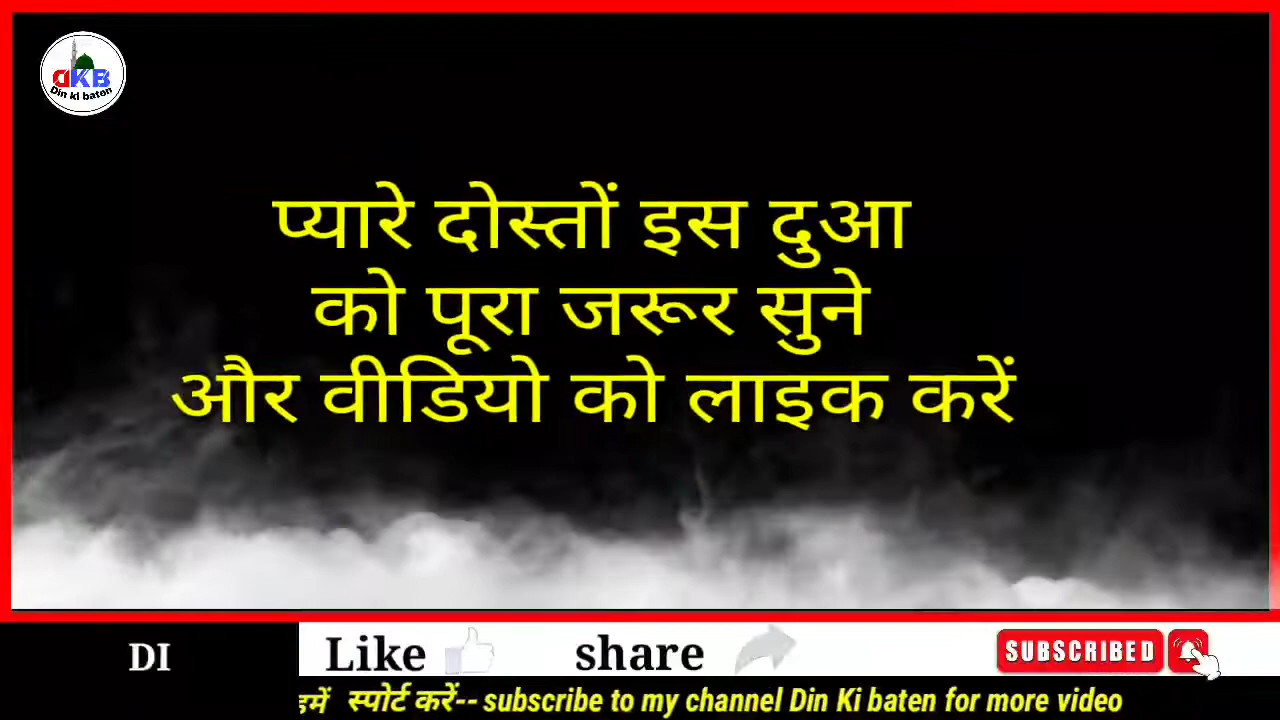 DKB
Din ki baten
प्यारे दोस्तों इस दुआ
को पूरा जरूर सुने
और वीडियो को लाइक करें
DI Like share SUBSCRIBED
हमें स्पोर्ट करें-- subscribe to my channel Din Ki baten for more video